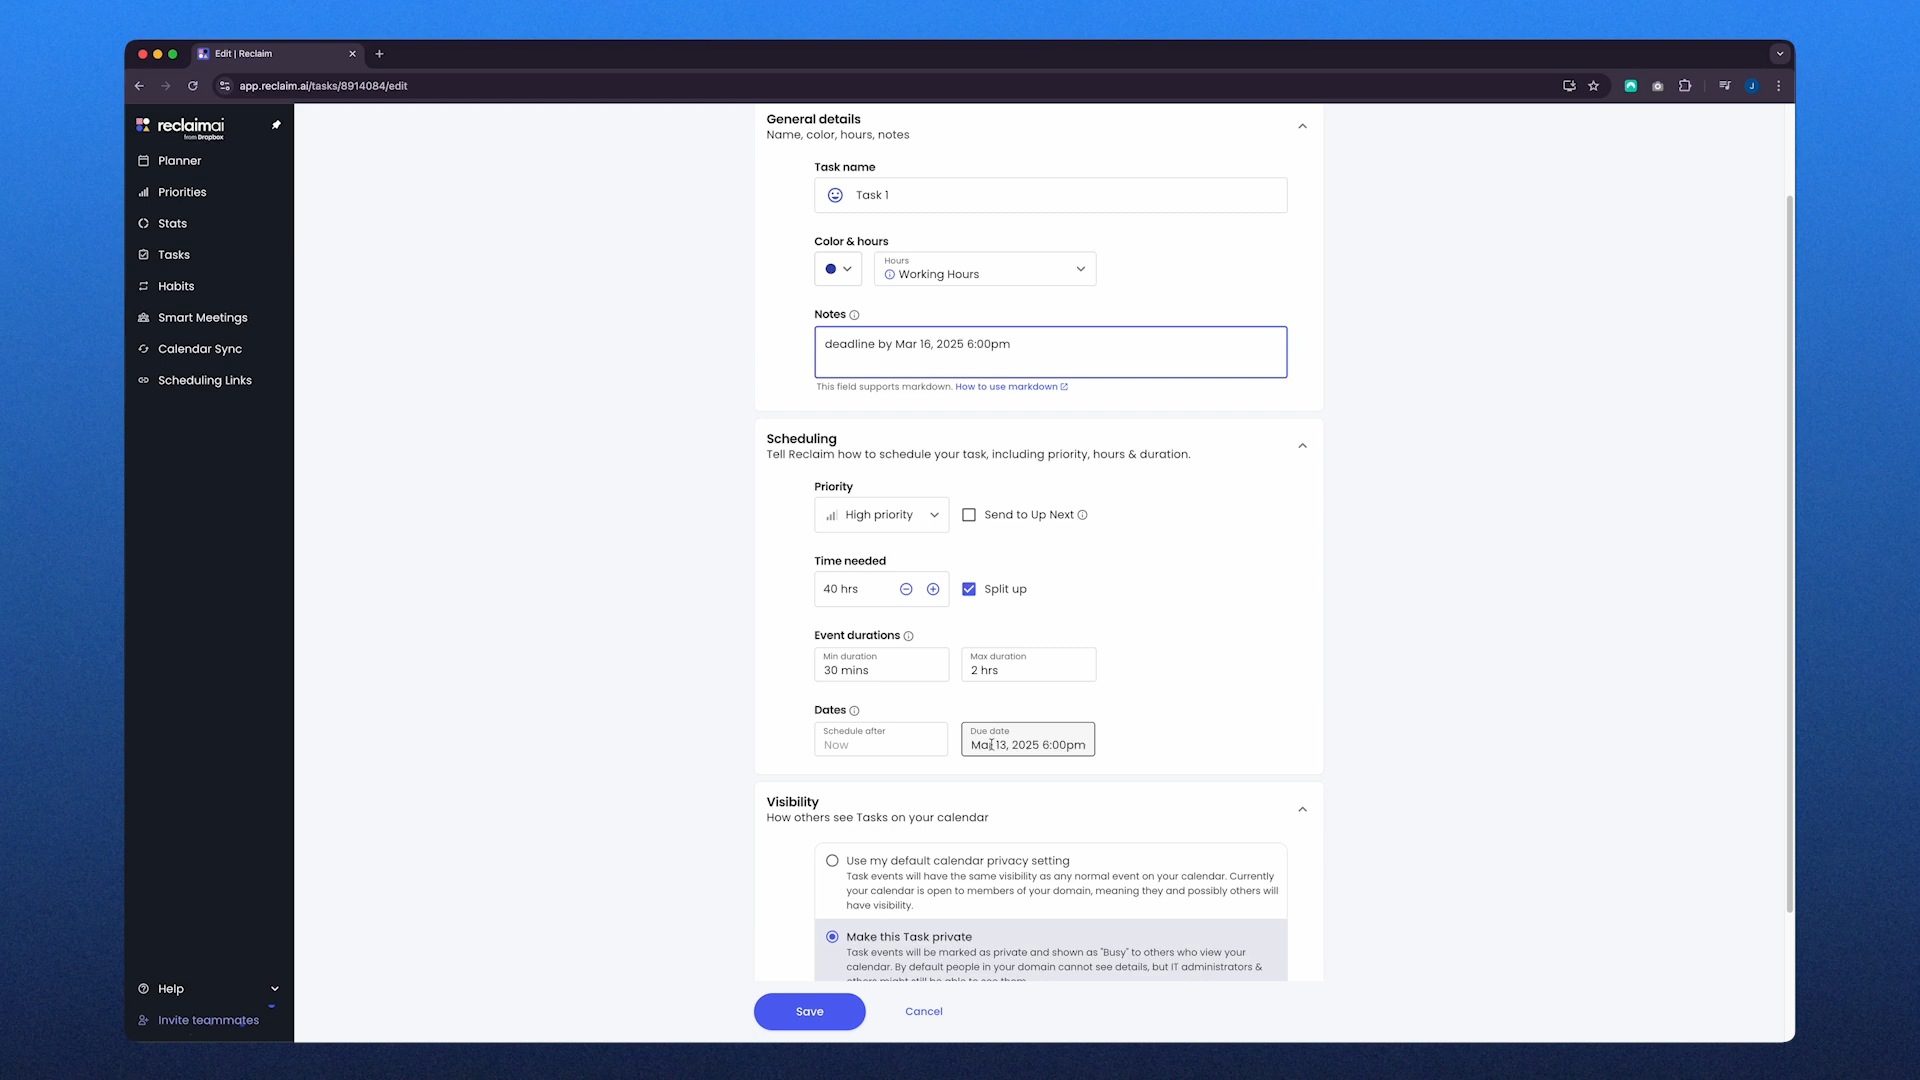 Edit | Reclaim
app.reclaim.ai/tasks/8914084/edit
J
reclaimai
from Dropbox
Planner
Priorities
Stats
Tasks
Habits
Smart Meetings
Calendar Sync
Scheduling Links
Help
Invite teammates
General details
Name, color, hours, notes
Task name
Task 1
Color & hours
Hours
Working Hours
Notes
deadline by Mar 16, 2025 6:00pm
This field supports markdown. How to use markdown
Scheduling
Tell Reclaim how to schedule your task, including priority, hours & duration.
Priority
High priority
Send to Up Next
Time needed
40 hrs
Split up
Event durations
Min duration
30 mins
Max duration
2 hrs
Dates
Schedule after
Now
Due date
Mar 13, 2025 6:00pm
Visibility
How others see Tasks on your calendar
Use my default calendar privacy setting
Task events will have the same visibility as any normal event on your calendar. Currently
your calendar is open to members of your domain, meaning they and possibly others will
have visibility.
Make this Task private
Task events will be marked as private and shown as "Busy" to others who view your
calendar. By default people in your domain cannot see details, but IT administrators &
others might still be able to see them.
Save
Cancel